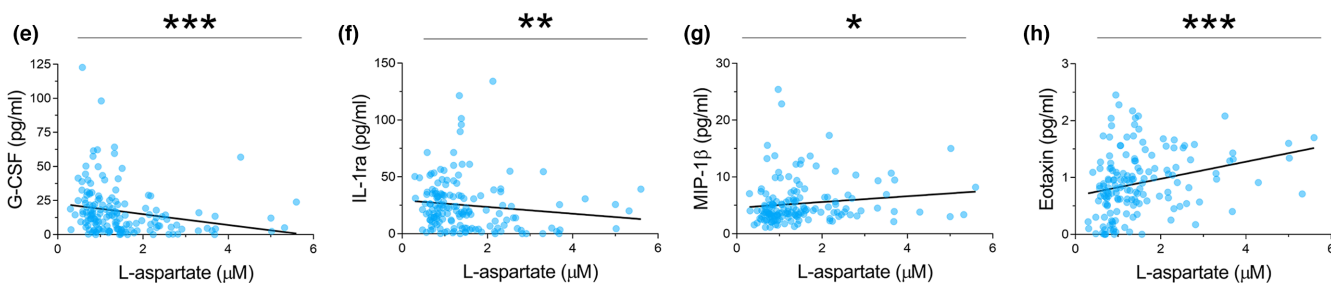 (e)
***
G-CSF (pg/ml)
125
100
75
50
25
0
0 2 4 6
L-aspartate (μM)
(f)
**
IL-1ra (pg/ml)
150
100
50
0
0 2 4 6
L-aspartate (μM)
(g)
*
MIP-1β (pg/ml)
30
20
10
0
0 2 4 6
L-aspartate (μM)
(h)
***
Eotaxin (pg/ml)
3
2
1
0
0 2 4 6
L-aspartate (μM)